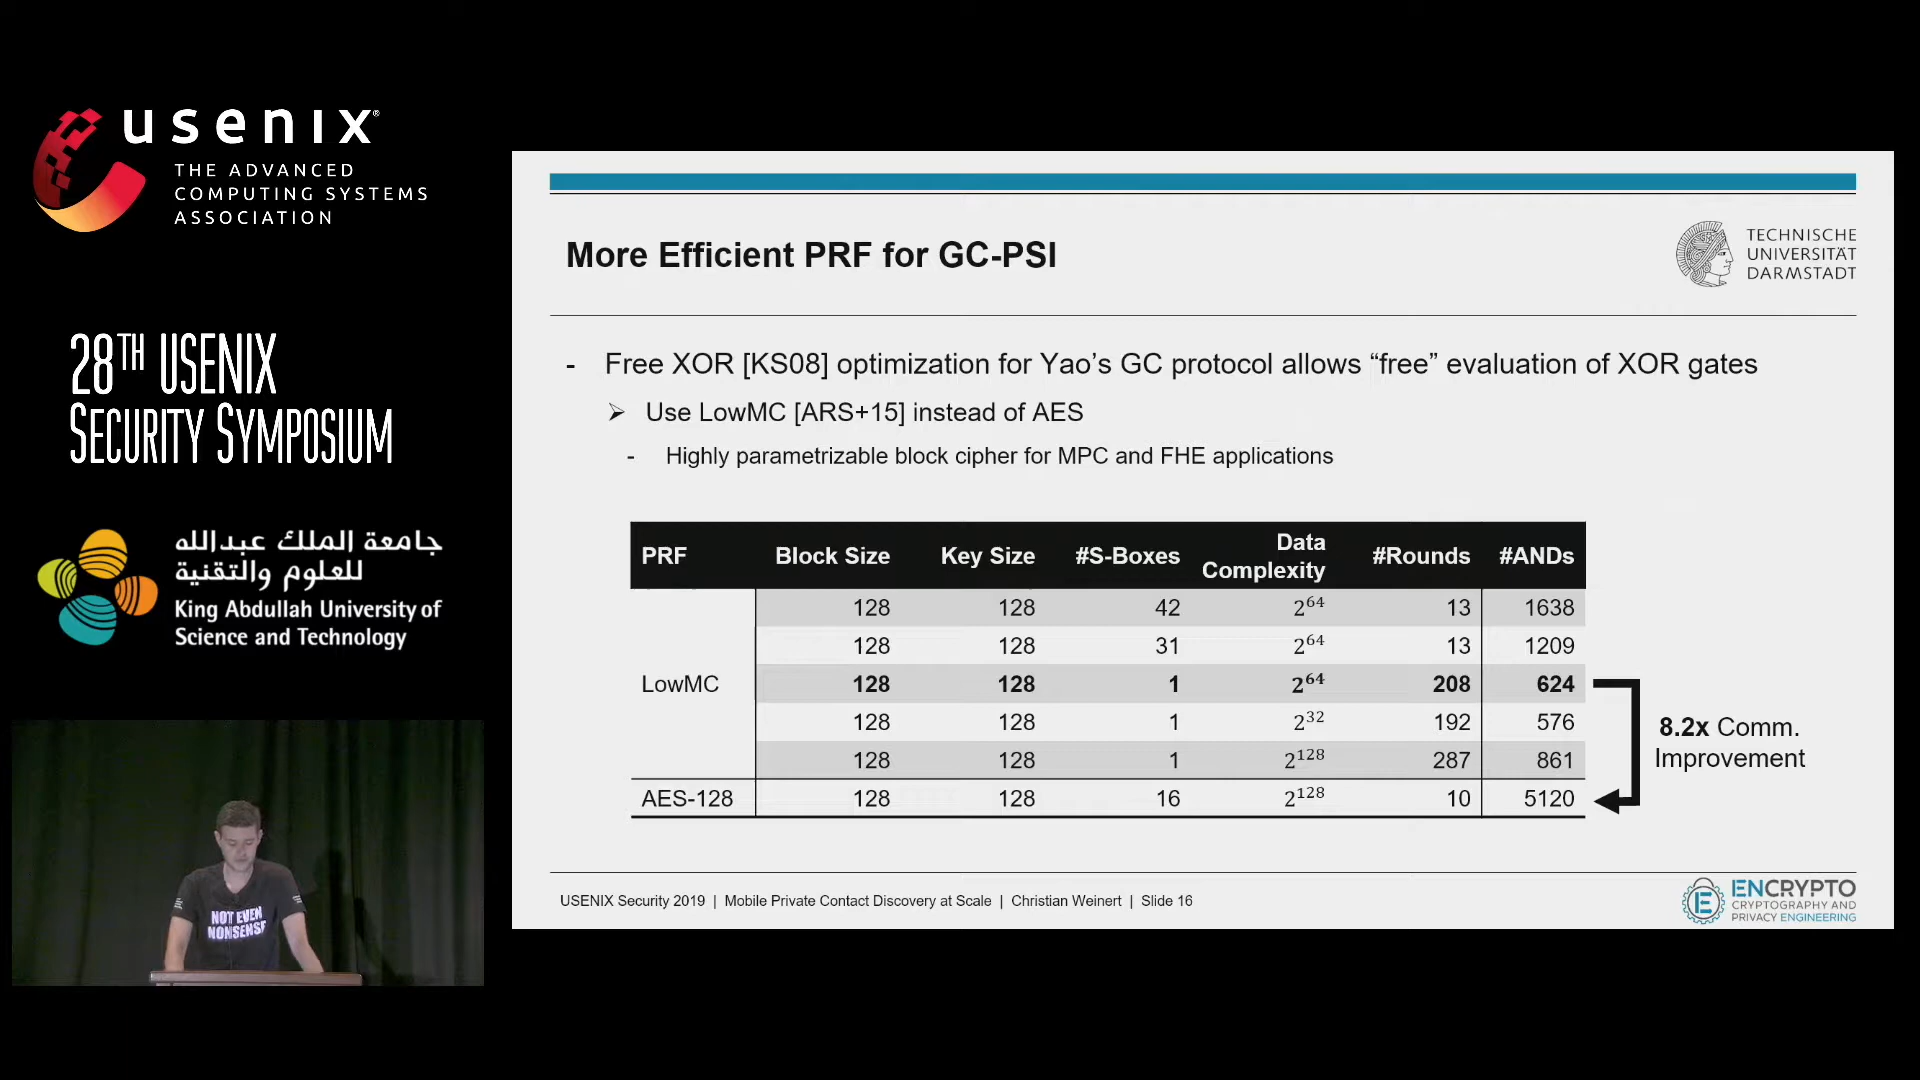 usenix®
THE ADVANCED
COMPUTING SYSTEMS
ASSOCIATION
28TH USENIX
SECURITY SYMPOSIUM
جامعة الملك عبدالله
للعلوم والتقنية
King Abdullah University of
Science and Technology
NOT EVEN
NONSENSE
More Efficient PRF for GC-PSI
TECHNISCHE
UNIVERSITÄT
DARMSTADT
- Free XOR [KS08] optimization for Yao’s GC protocol allows “free” evaluation of XOR gates
➢ Use LowMC [ARS+15] instead of AES
- Highly parametrizable block cipher for MPC and FHE applications
PRF Block Size Key Size #S-Boxes Data Complexity #Rounds #ANDs
128 128 42 2^64 13 1638
128 128 31 2^64 13 1209
LowMC 128 128 1 2^64 208 624
128 128 1 2^32 192 576
128 128 1 2^128 287 861
AES-128 128 128 16 2^128 10 5120
8.2x Comm.
Improvement
USENIX Security 2019 | Mobile Private Contact Discovery at Scale | Christian Weinert | Slide 16
ENCRYPTO
CRYPTOGRAPHY AND
PRIVACY ENGINEERING